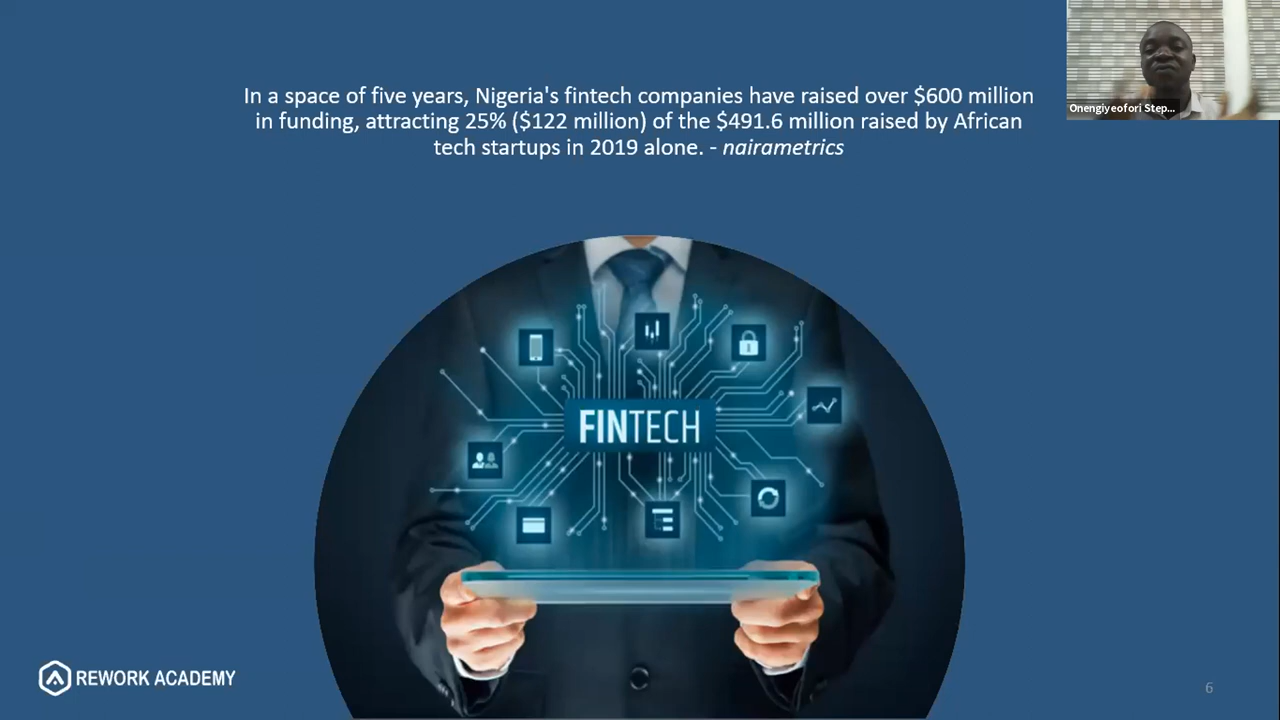 In a space of five years, Nigeria's fintech companies have raised over $600 million
in funding, attracting 25% ($122 million) of the $491.6 million raised by African
tech startups in 2019 alone. - nairametrics
Onengiyeofori Step...
FINTECH
REWORK ACADEMY
6